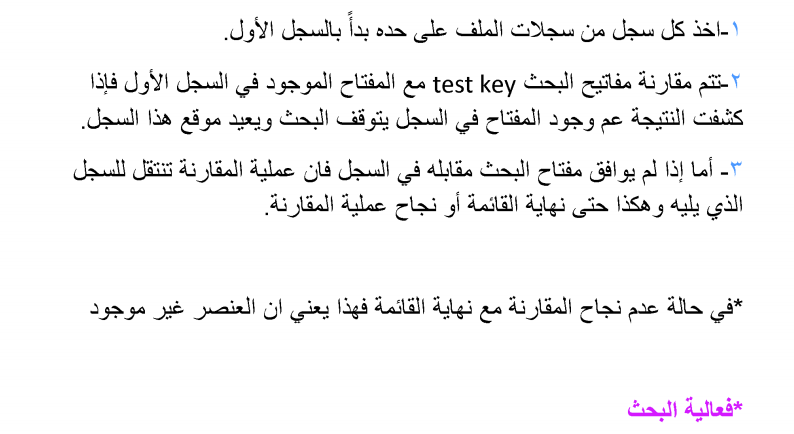 ١-اخذ كل سجل من سجلات الملف على حده بدأً بالسجل الأول.
٢-تتم مقارنة مفاتيح البحث test key مع المفتاح الموجود في السجل الأول فإذا
كشفت النتيجة عم وجود المفتاح في السجل يتوقف البحث ويعيد موقع هذا السجل.
٣- أما إذا لم يوافق مفتاح البحث مقابله في السجل فان عملية المقارنة تنتقل للسجل
الذي يليه وهكذا حتى نهاية القائمة أو نجاح عملية المقارنة.
*في حالة عدم نجاح المقارنة مع نهاية القائمة فهذا يعني ان العنصر غير موجود
*فعالية البحث